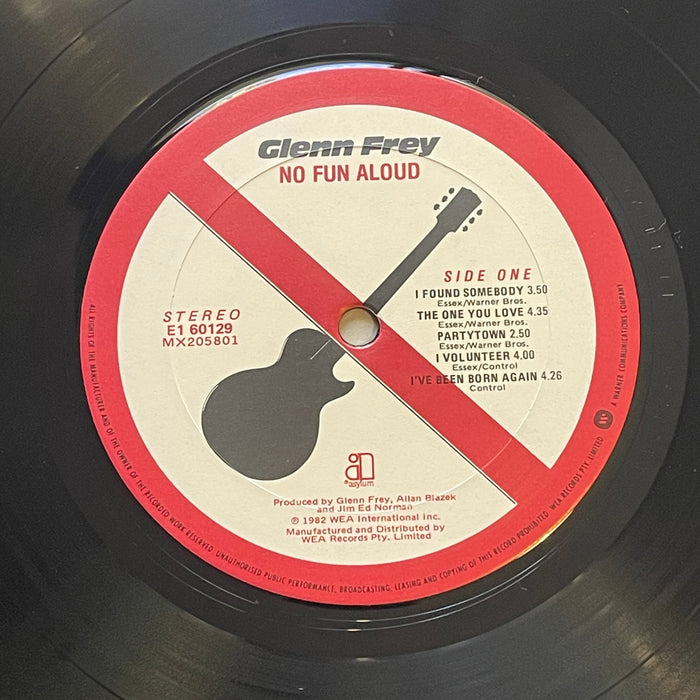 Glenn Frey
NO FUN ALOUD
STEREO
E1 60129
MX205801
SIDE ONE
I FOUND SOMEBODY 3.50
Essex/Warner Bros.
THE ONE YOU LOVE 4.35
Essex/Warner Bros.
PARTYTOWN 2.50
Essex/Warner Bros.
I VOLUNTEER 4.00
Essex/Control
I'VE BEEN BORN AGAIN 4.26
Control
asylum
Produced by Glenn Frey, Allan Blazek
and Jim Ed Norman
℗ 1982 WEA International Inc.
Manufactured and Distributed by
WEA Records Pty. Limited
ALL RIGHTS OF THE MANUFACTURER AND OF THE OWNER OF THE RECORDED WORK RESERVED. UNAUTHORISED PUBLIC PERFORMANCE, BROADCASTING, LEASING AND COPYING OF THIS RECORD PROHIBITED. WEA RECORDS PTY. LIMITED
A WARNER COMMUNICATIONS COMPANY